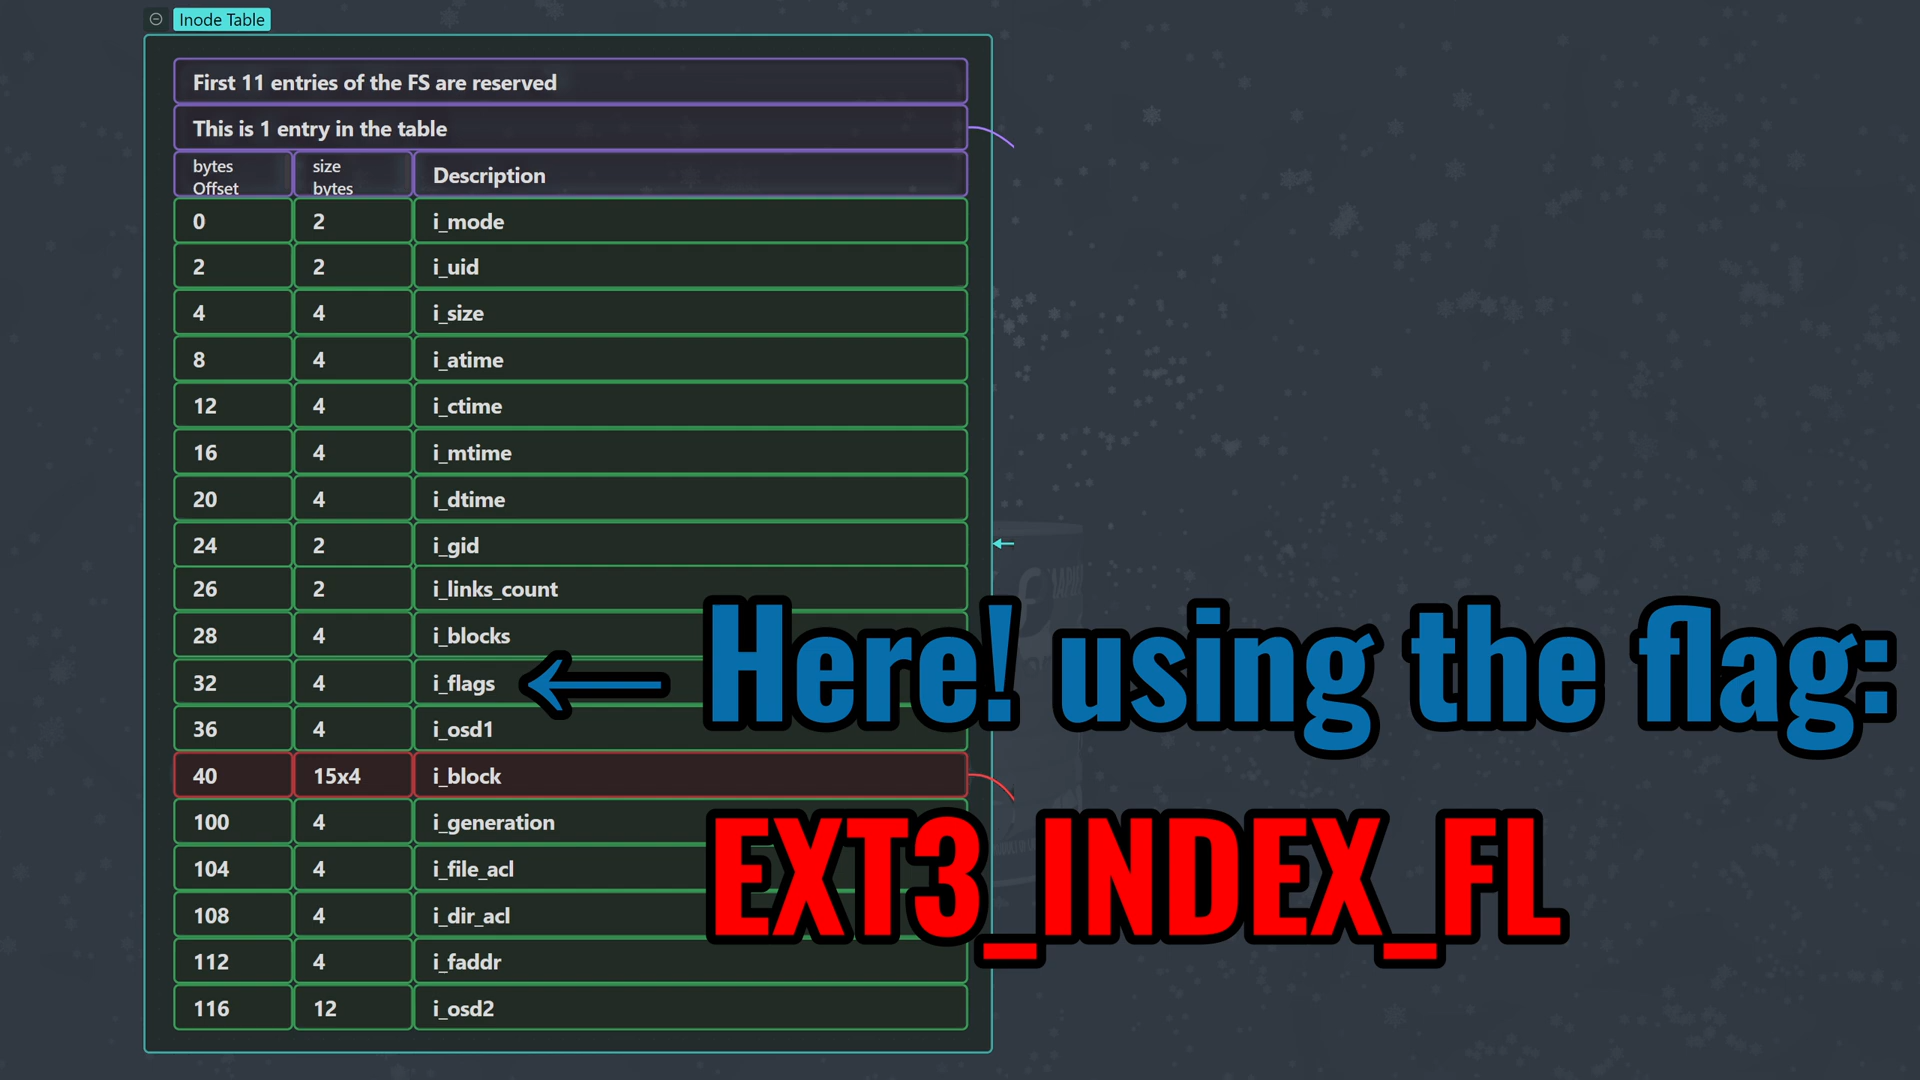 Inode Table
First 11 entries of the FS are reserved
This is 1 entry in the table
bytes Offset size bytes Description
0 2 i_mode
2 2 i_uid
4 4 i_size
8 4 i_atime
12 4 i_ctime
16 4 i_mtime
20 4 i_dtime
24 2 i_gid
26 2 i_links_count
28 4 i_blocks
32 4 i_flags
Here! using the flag:
36 4 i_osd1
40 15x4 i_block
100 4 i_generation
EXT3_INDEX_FL
104 4 i_file_acl
108 4 i_dir_acl
112 4 i_faddr
116 12 i_osd2